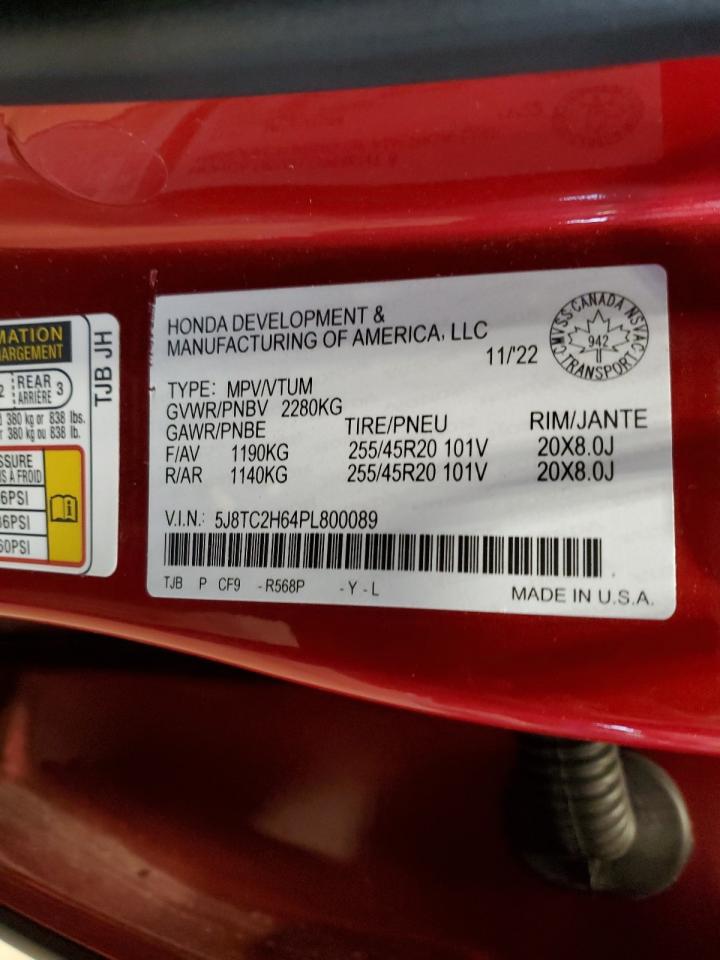 MATION
ARGEMENT
2 REAR 3
ARRIÈRE
380 kg or 838 lbs.
380 kg ou 838 lb.
SSURE
S À FROID
6PSI
6PSI
60PSI
TJB JH
HONDA DEVELOPMENT &
MANUFACTURING OF AMERICA, LLC
11/'22
CANADA NSVAC
TRANSPORT
CMVSS
942
TYPE: MPV/VTUM
GVWR/PNBV 2280KG
GAWR/PNBE TIRE/PNEU RIM/JANTE
F/AV 1190KG 255/45R20 101V 20X8.0J
R/AR 1140KG 255/45R20 101V 20X8.0J
V.I.N.: 5J8TC2H64PL800089
TJB P CF9 -R568P -Y-L
MADE IN U.S.A.